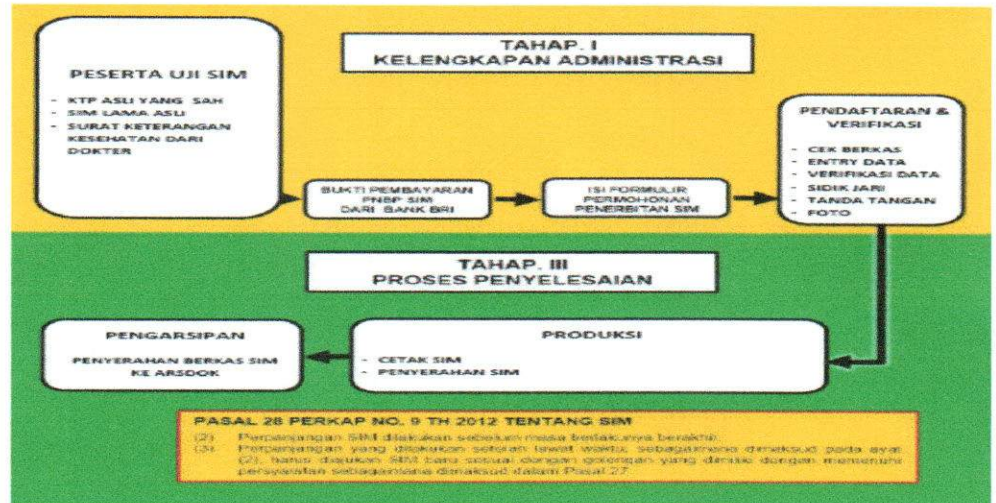 TAHAP. I
KELENGKAPAN ADMINISTRASI
PESERTA UJI SIM
- KTP ASLI YANG SAH
- SIM LAMA ASLI
- SURAT KETERANGAN
KESEHATAN DARI
DOKTER
BUKTI PEMBAYARAN
PNBP SIM
DARI BANK BRI
ISI FORMULIR
PERMOHONAN
PENERBITAN SIM
PENDAFTARAN &
VERIFIKASI
- CEK BERKAS
- ENTRY DATA
- VERIFIKASI DATA
- SIDIK JARI
- TANDA TANGAN
- FOTO
TAHAP. III
PROSES PENYELESAIAN
PRODUKSI
- CETAK SIM
- PENYERAHAN SIM
PENGARSIPAN
PENYERAHAN BERKAS SIM
KE ARSDOK
PASAL 28 PERKAP NO. 9 TH 2012 TENTANG SIM
(2) Perpanjangan SIM dilakukan sebelum masa berlakunya berakhir.
(3) Perpanjangan yang dilakukan setelah lewat waktu, sebagaimana dimaksud pada ayat
(2), harus diajukan SIM baru sesuai dengan golongan yang dimiliki dengan memenuhi
persyaratan sebagaimana dimaksud dalam Pasal 27